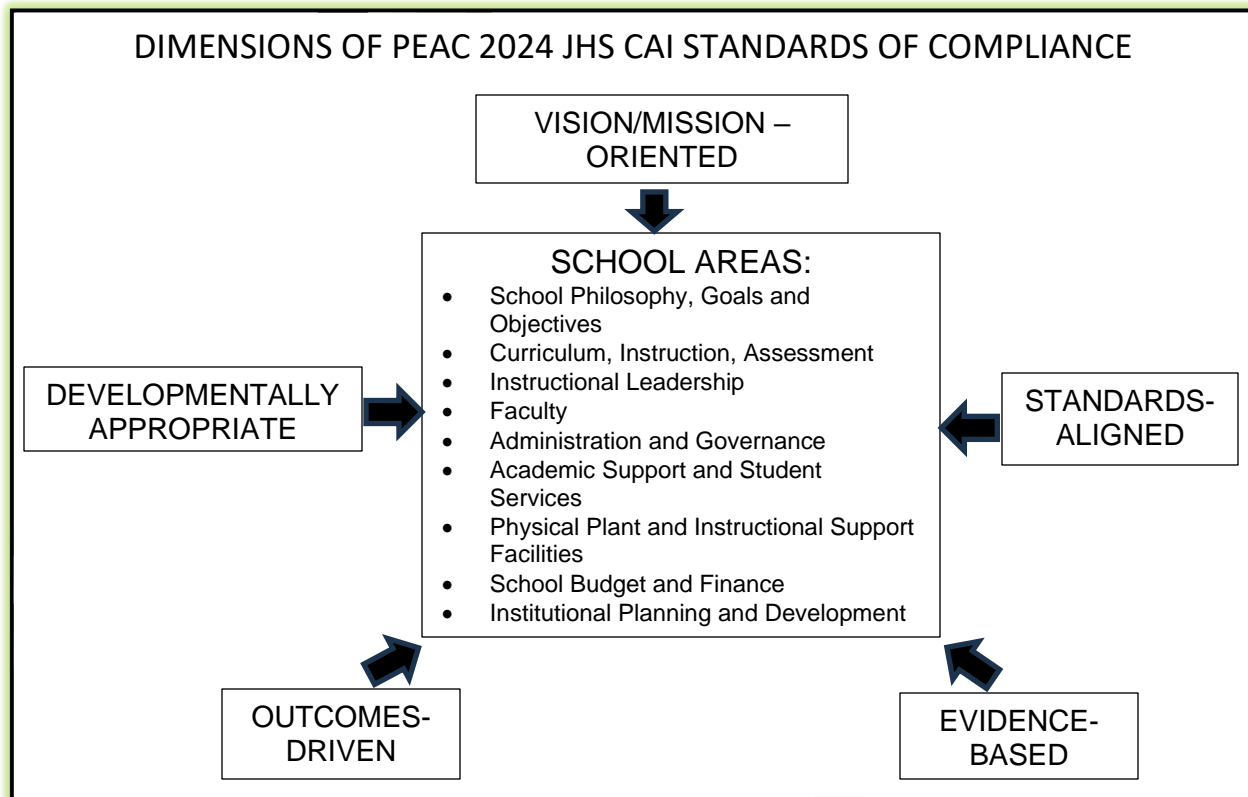 DIMENSIONS OF PEAC 2024 JHS CAI STANDARDS OF COMPLIANCE
VISION/MISSION –
ORIENTED
SCHOOL AREAS:
• School Philosophy, Goals and
Objectives
• Curriculum, Instruction, Assessment
• Instructional Leadership
• Faculty
• Administration and Governance
• Academic Support and Student
Services
• Physical Plant and Instructional Support
Facilities
• School Budget and Finance
• Institutional Planning and Development
DEVELOPMENTALLY
APPROPRIATE
STANDARDS-
ALIGNED
OUTCOMES-
DRIVEN
EVIDENCE-
BASED